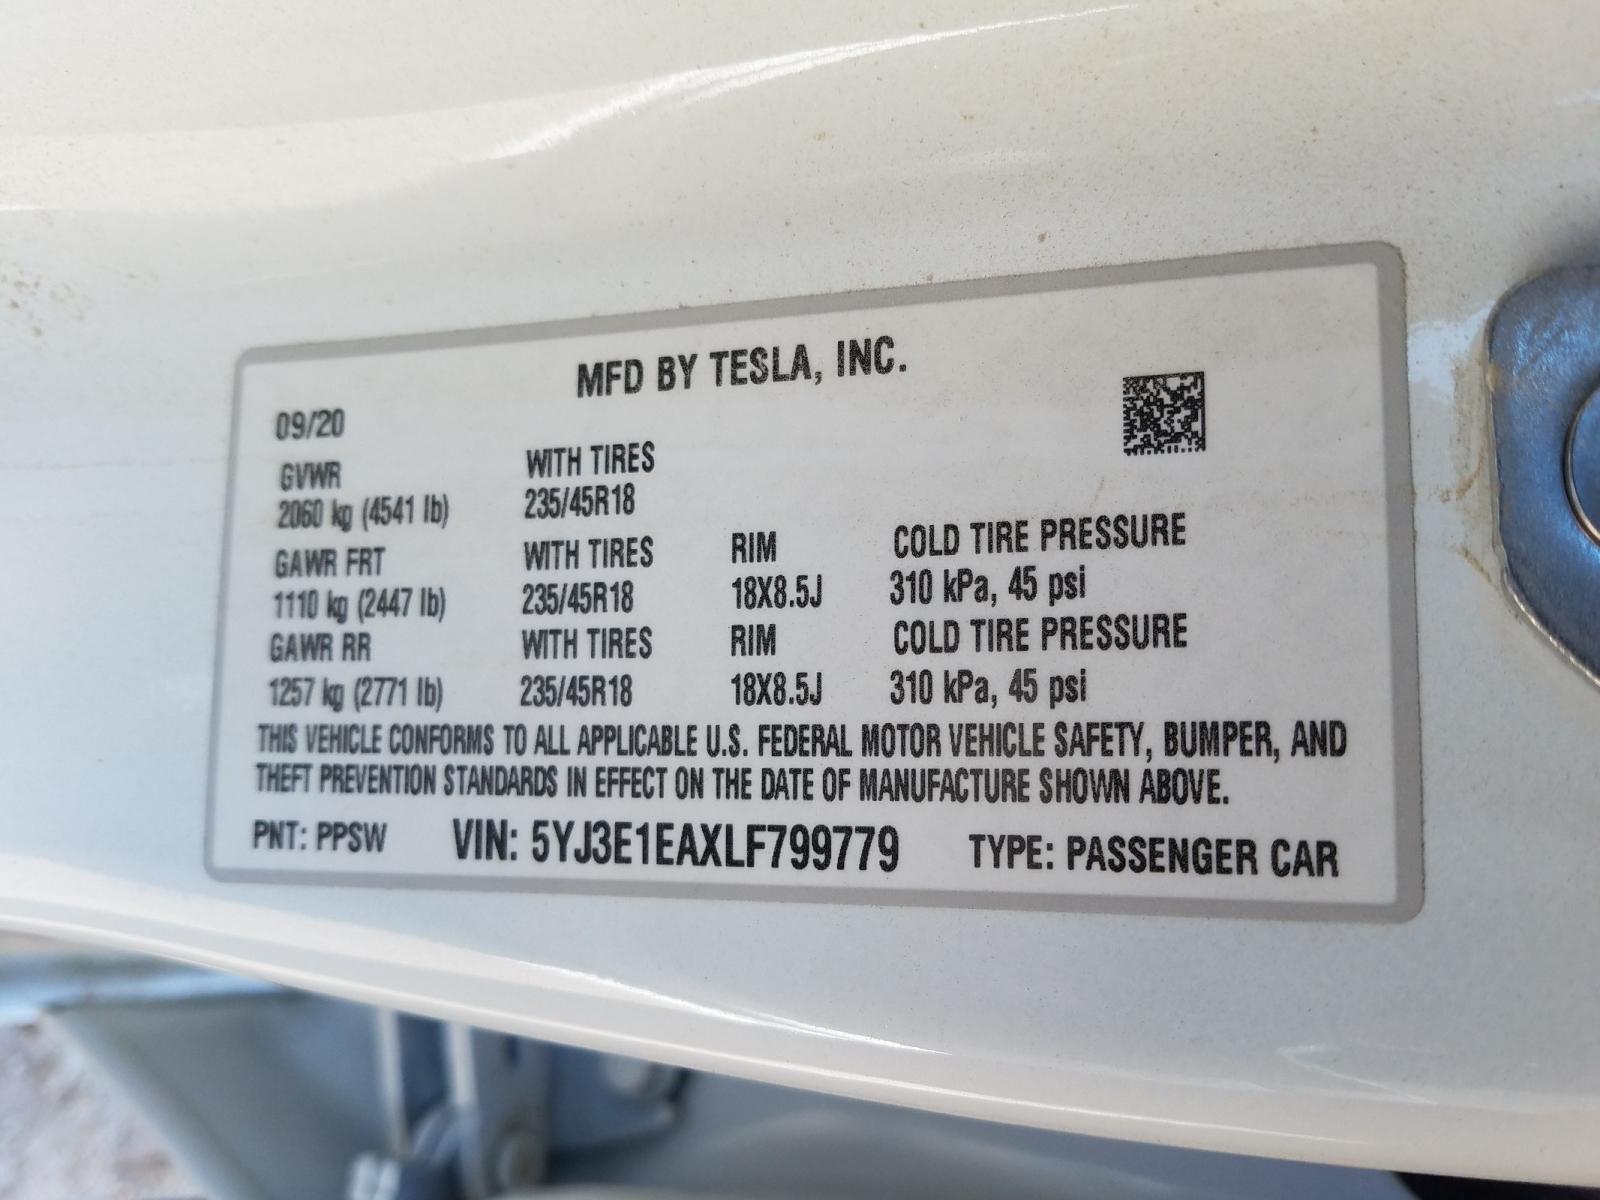 MFD BY TESLA, INC.
09/20
GVWR WITH TIRES
2060 kg (4541 lb) 235/45R18
GAWR FRT WITH TIRES RIM COLD TIRE PRESSURE
1110 kg (2447 lb) 235/45R18 18X8.5J 310 kPa, 45 psi
GAWR RR WITH TIRES RIM COLD TIRE PRESSURE
1257 kg (2771 lb) 235/45R18 18X8.5J 310 kPa, 45 psi
THIS VEHICLE CONFORMS TO ALL APPLICABLE U.S. FEDERAL MOTOR VEHICLE SAFETY, BUMPER, AND
THEFT PREVENTION STANDARDS IN EFFECT ON THE DATE OF MANUFACTURE SHOWN ABOVE.
PNT: PPSW VIN: 5YJ3E1EAXLF799779 TYPE: PASSENGER CAR